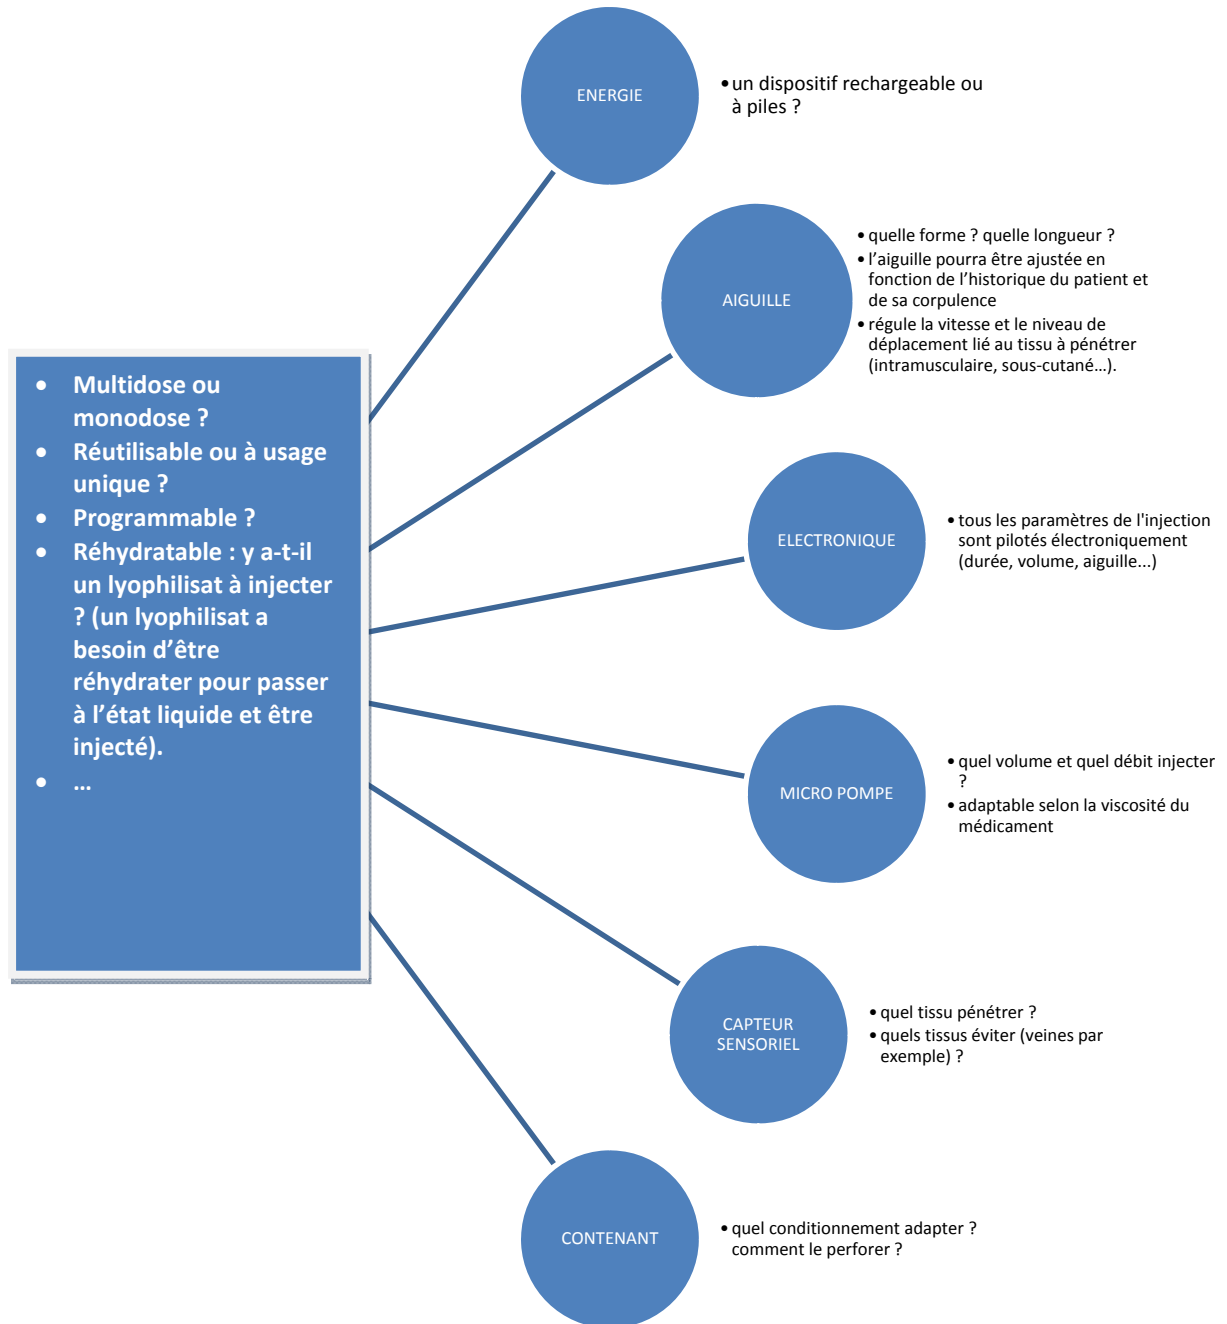 ENERGIE
• un dispositif rechargeable ou
à piles ?
AIGUILLE
• quelle forme ? quelle longueur ?
• l’aiguille pourra être ajustée en
fonction de l’historique du patient et
de sa corpulence
• régule la vitesse et le niveau de
déplacement lié au tissu à pénétrer
(intramusculaire, sous-cutané…).
• Multidose ou
monodose ?
• Réutilisable ou à usage
unique ?
• Programmable ?
• Réhydratable : y a-t-il
un lyophilisat à injecter
? (un lyophilisat a
besoin d’être
réhydrater pour passer
à l’état liquide et être
injecté).
• …
ELECTRONIQUE
• tous les paramètres de l'injection
sont pilotés électroniquement
(durée, volume, aiguille...)
MICRO POMPE
• quel volume et quel débit injecter
?
• adaptable selon la viscosité du
médicament
CAPTEUR
SENSORIEL
• quel tissu pénétrer ?
• quels tissus éviter (veines par
exemple) ?
CONTENANT
• quel conditionnement adapter ?
comment le perforer ?